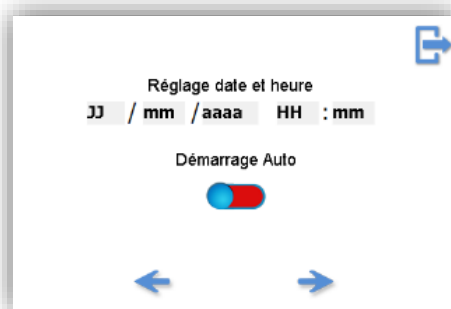 Réglage date et heure
JJ / mm / aaaa HH : mm
Démarrage Auto